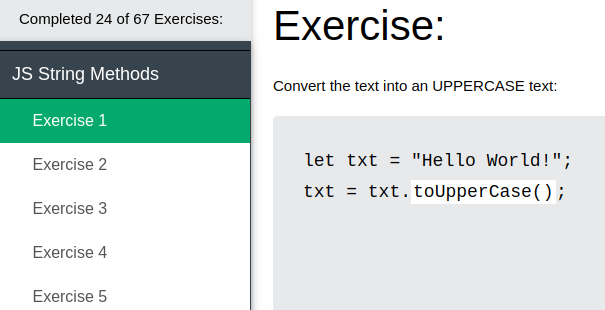 Completed 24 of 67 Exercises:
JS String Methods
Exercise 1
Exercise 2
Exercise 3
Exercise 4
Exercise 5
Exercise:
Convert the text into an UPPERCASE text:
let txt = "Hello World!";
txt = txt.toUpperCase();